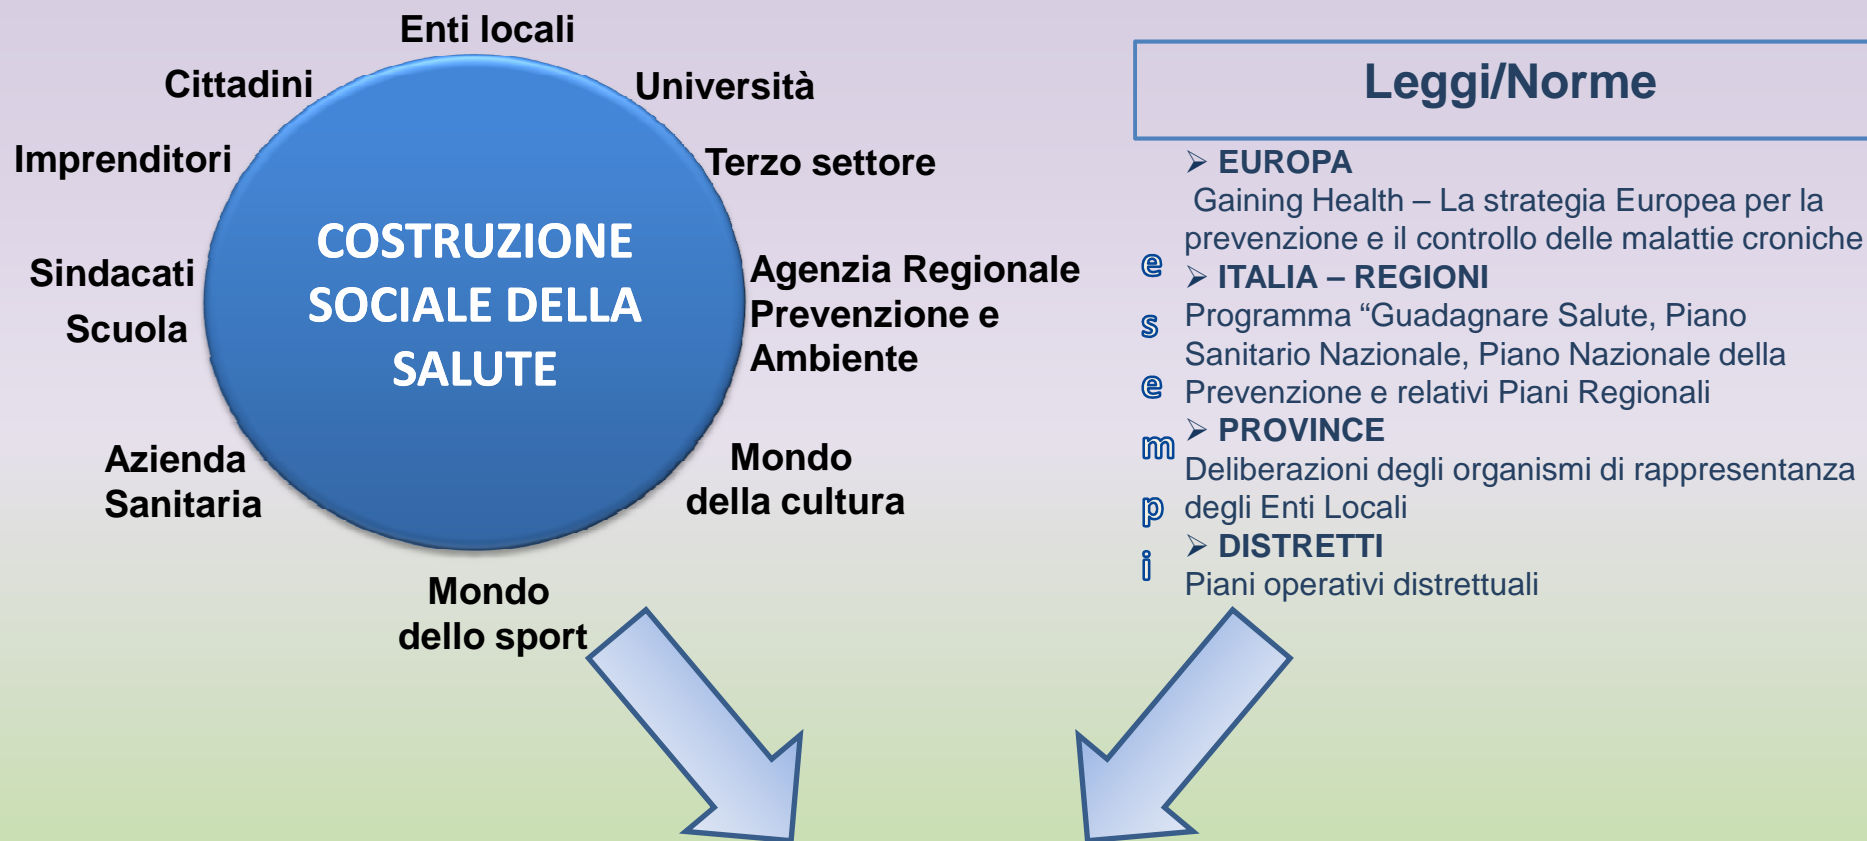 Enti locali
Cittadini
Università
Imprenditori
Terzo settore
COSTRUZIONE
SOCIALE DELLA
SALUTE
Sindacati
Scuola
Agenzia Regionale
Prevenzione e
Ambiente
Azienda
Sanitaria
Mondo
della cultura
Mondo
dello sport
Leggi/Norme
esempi
➢ EUROPA
Gaining Health – La strategia Europea per la
prevenzione e il controllo delle malattie croniche
➢ ITALIA – REGIONI
Programma “Guadagnare Salute, Piano
Sanitario Nazionale, Piano Nazionale della
Prevenzione e relativi Piani Regionali
➢ PROVINCE
Deliberazioni degli organismi di rappresentanza
degli Enti Locali
➢ DISTRETTI
Piani operativi distrettuali